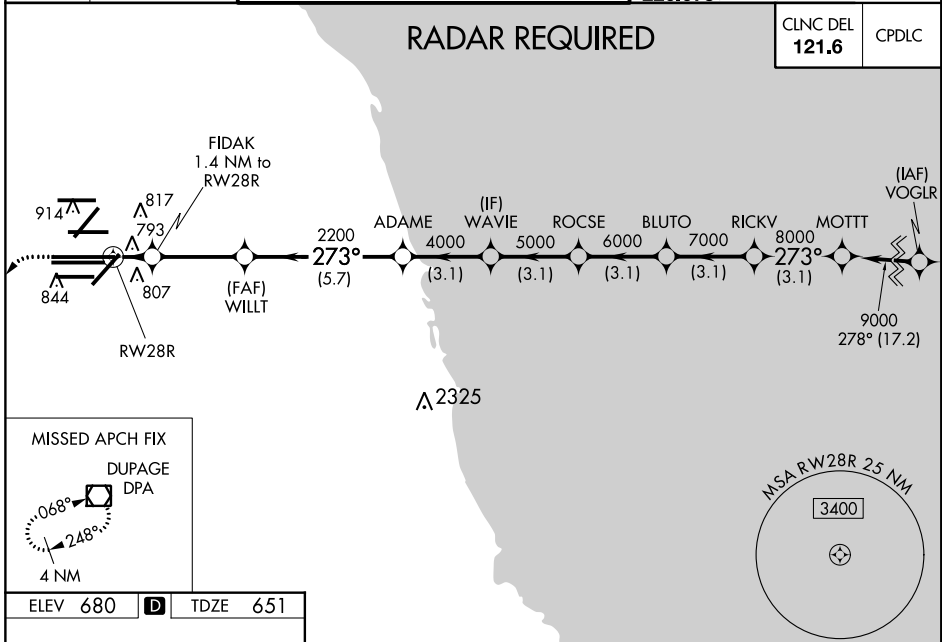 RADAR REQUIRED
CLNC DEL
121.6
CPDLC
FIDAK
1.4 NM to
RW28R
817
914
793
844
807
RW28R
(FAF)
WILLT
2200
273°
(5.7)
ADAME
4000
(3.1)
(IF)
WAVIE
5000
(3.1)
ROCSE
6000
(3.1)
BLUTO
7000
(3.1)
RICKV
8000
273°
(3.1)
MOTTT
(IAF)
VOGLR
9000
278° (17.2)
2325
MISSED APCH FIX
DUPAGE
DPA
068°
248°
4 NM
MSA RW28R 25 NM
3400
ELEV 680 D TDZE 651